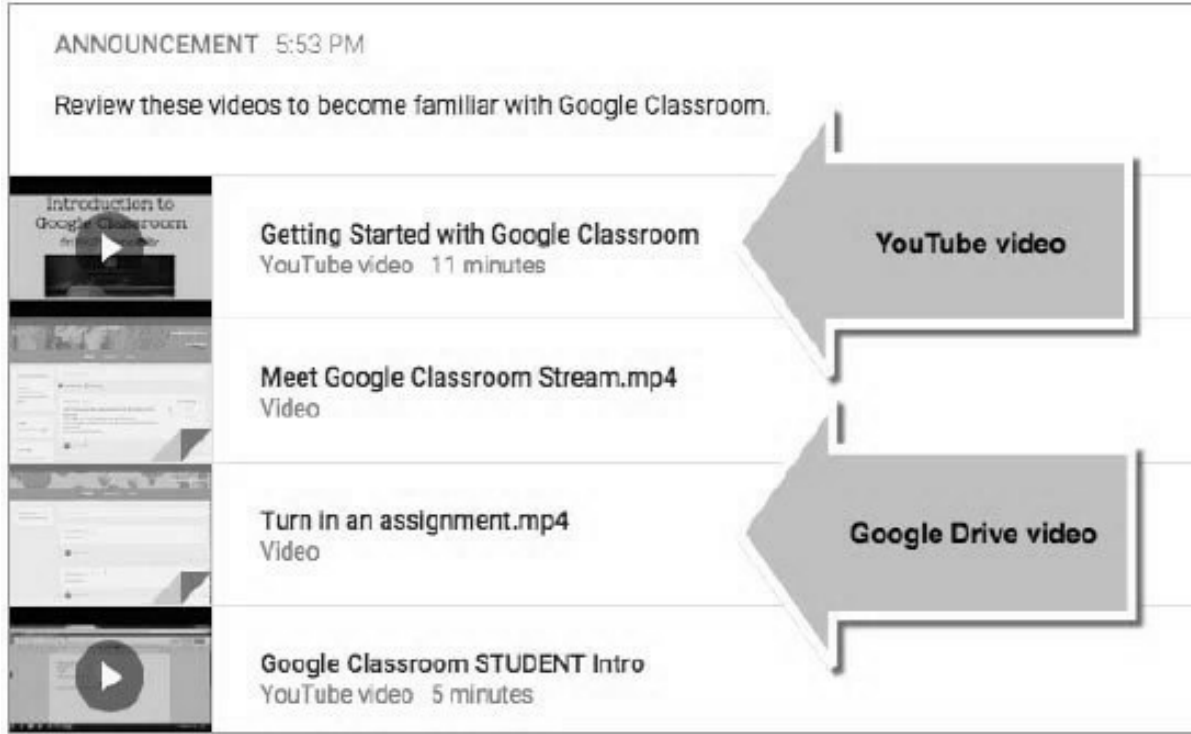 ANNOUNCEMENT 5:53 PM
Review these videos to become familiar with Google Classroom.
Introduction to
Google Classroom
Getting Started with Google Classroom
YouTube video 11 minutes
YouTube video
Meet Google Classroom Stream.mp4
Video
Turn in an assignment.mp4
Video
Google Drive video
Google Classroom STUDENT Intro
YouTube video 5 minutes